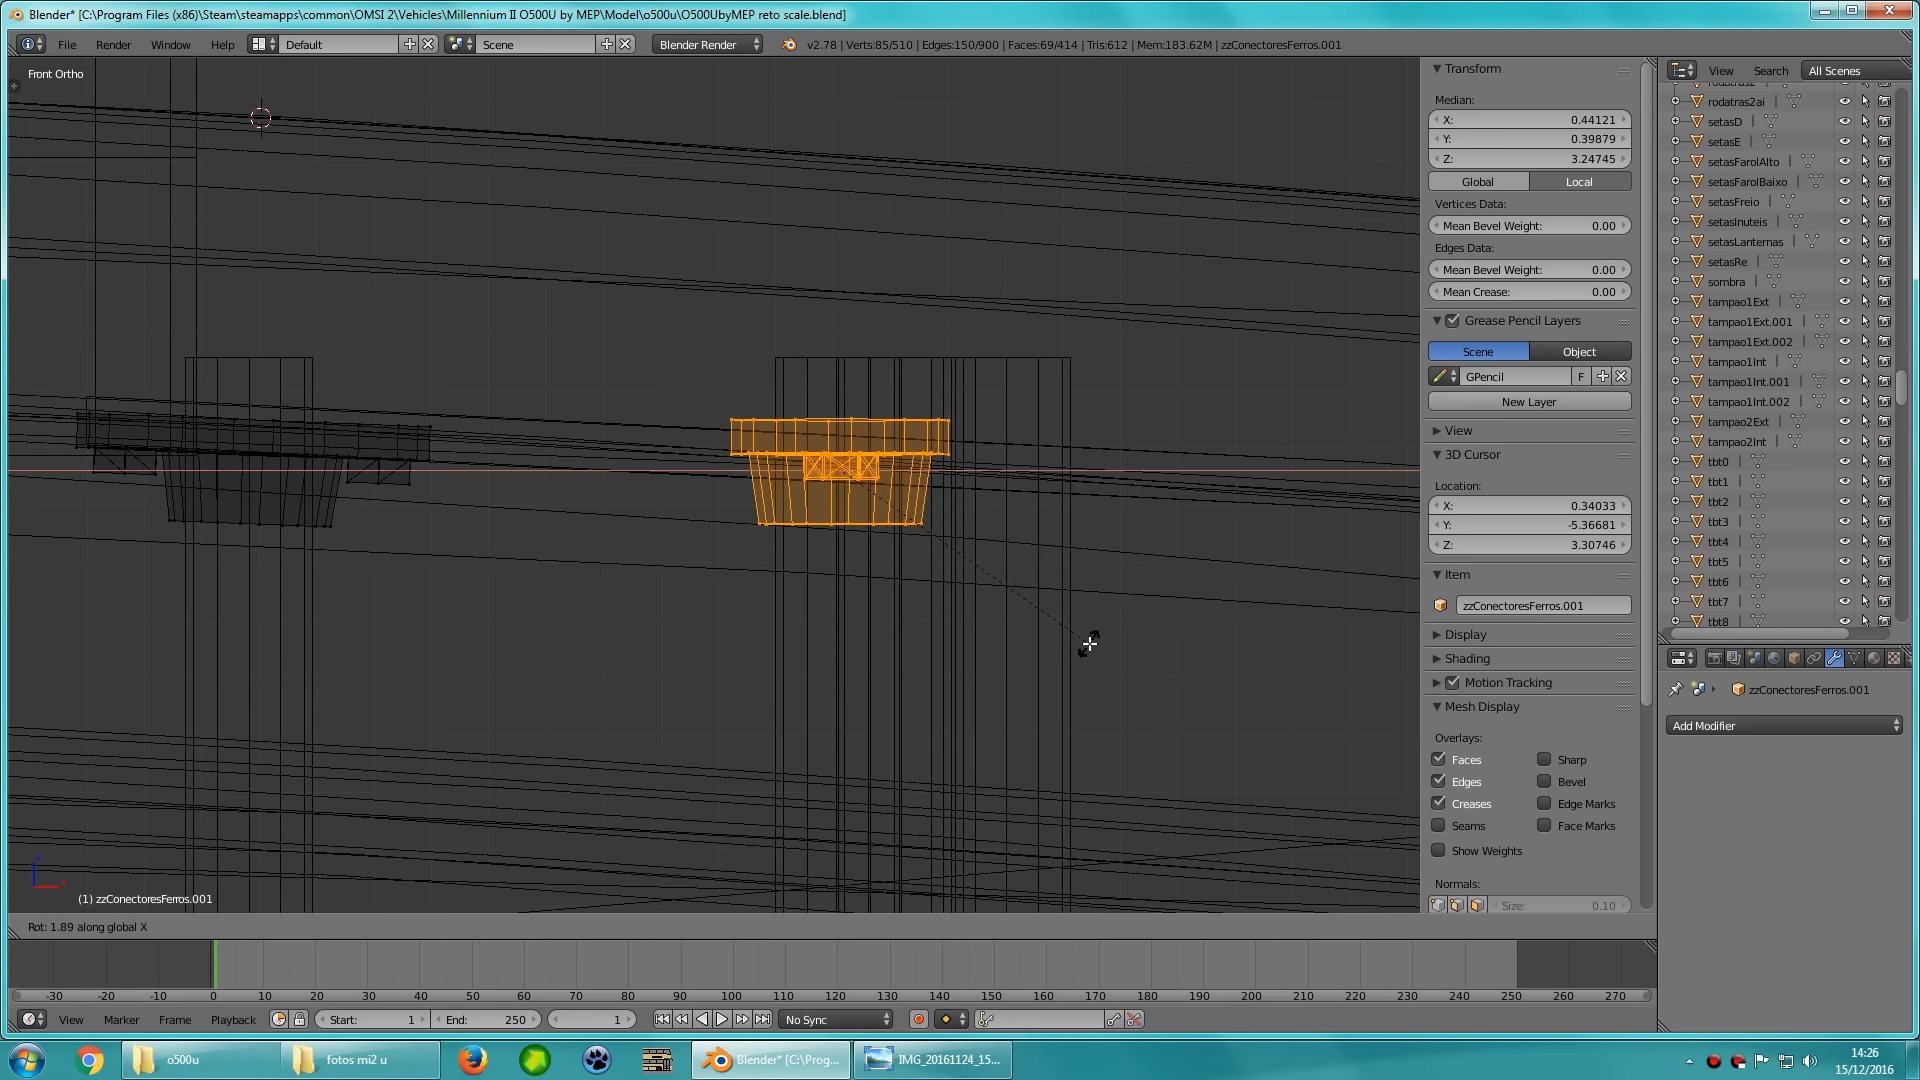 Blender* [C:\Program Files (x86)\Steam\steamapps\common\OMSI 2\Vehicles\Millennium II O500U by MEP\Model\o500u\O500UbyMEP reto scale.blend]
File Render Window Help Default Scene Blender Render v2.78 | Verts:85/510 | Edges:150/900 | Faces:69/414 | Tris:612 | Mem:183.62M | zzConectoresFerros.001
Front Ortho
(1) zzConectoresFerros.001
Rot: 1.89 along global X
Transform
Median:
X: 0.44121
Y: 0.39879
Z: 3.24745
Global Local
Vertices Data:
Mean Bevel Weight: 0.00
Edges Data:
Mean Bevel Weight: 0.00
Mean Crease: 0.00
Grease Pencil Layers
Scene Object
GPencil F
New Layer
View
3D Cursor
Location:
X: 0.34033
Y: -5.36681
Z: 3.30746
Item
zzConectoresFerros.001
Display
Shading
Motion Tracking
Mesh Display
Overlays:
Faces Sharp
Edges Bevel
Creases Edge Marks
Seams Face Marks
Show Weights
Normals:
Size: 0.10
View Search All Scenes
rodatras2
rodatras2ai
setasD
setasE
setasFarolAlto
setasFarolBaixo
setasFreio
setasInuteis
setasLanternas
setasRe
sombra
tampao1Ext
tampao1Ext.001
tampao1Ext.002
tampao1Int
tampao1Int.001
tampao1Int.002
tampao2Ext
tampao2Int
tbt0
tbt1
tbt2
tbt3
tbt4
tbt5
tbt6
tbt7
tbt8
zzConectoresFerros.001
Add Modifier
-30 -20 -10 0 10 20 30 40 50 60 70 80 90 100 110 120 130 140 150 160 170 180 190 200 210 220 230 240 250 260 270
View Marker Frame Playback Start: 1 End: 250 1 No Sync
o500u fotos mi2 u Blender* [C:\Prog... IMG_20161124_15...
14:26
15/12/2016